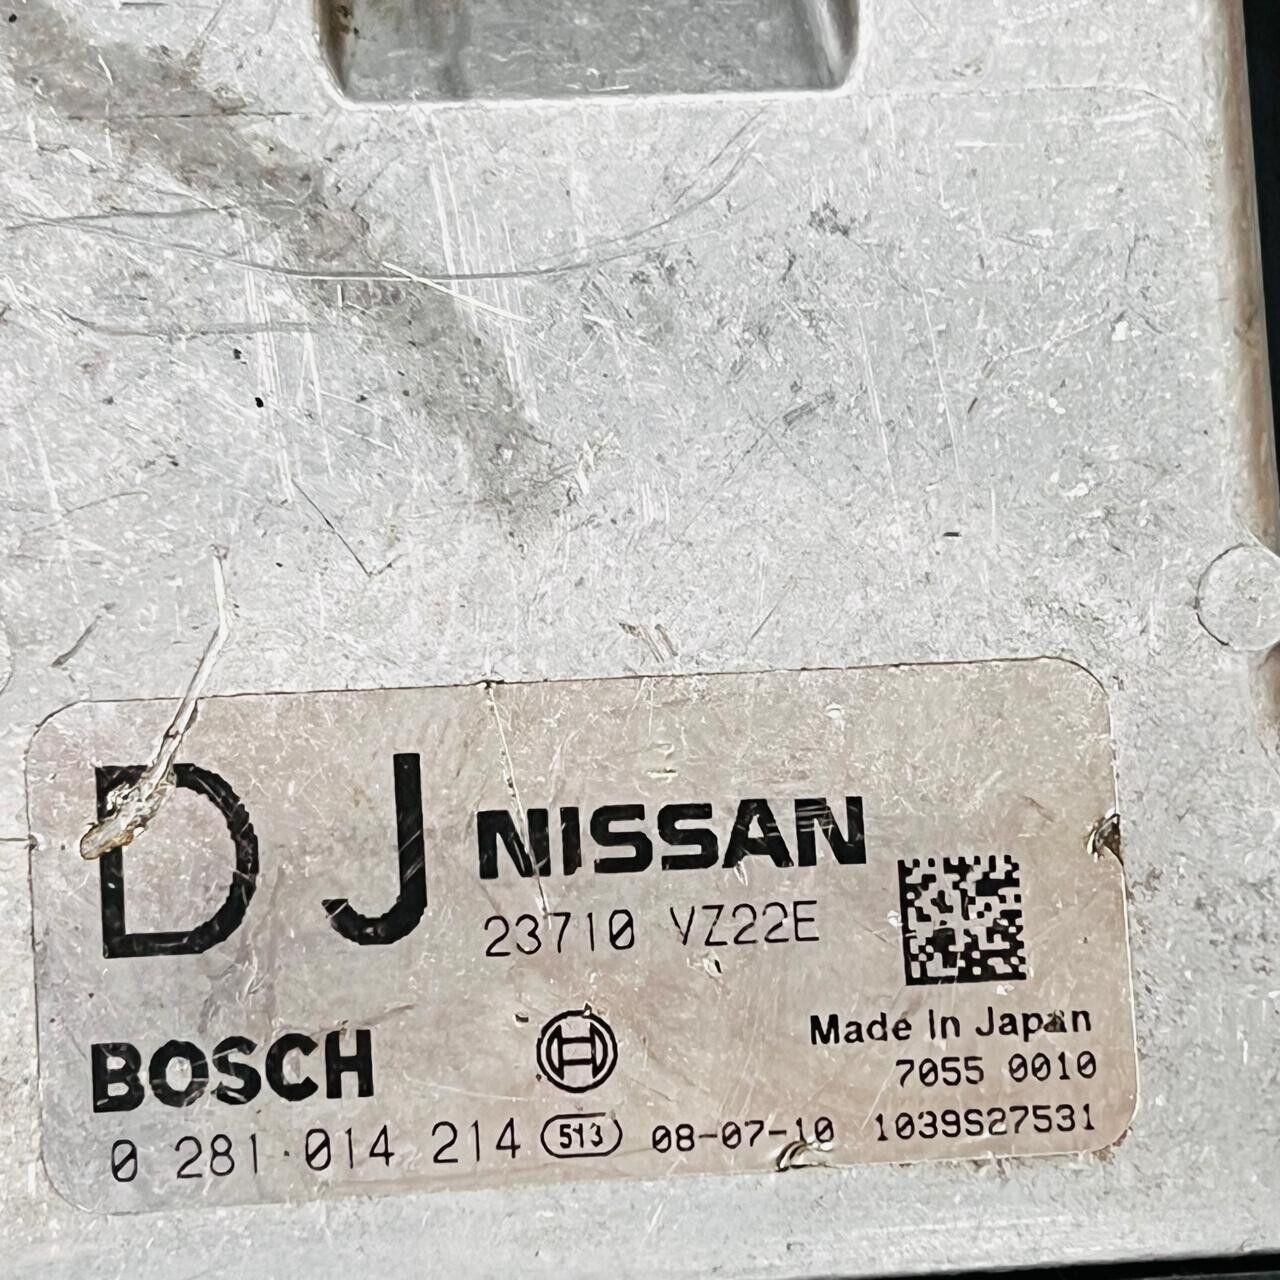 DJ NISSAN
23710 VZ22E
BOSCH
Made In Japan
7055 0010
0 281 014 214 513 08-07-10 1039S27531